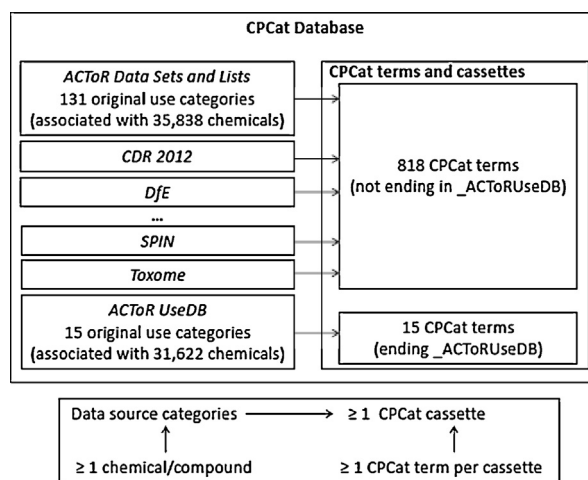 CPCat Database
ACToR Data Sets and Lists
131 original use categories
(associated with 35,838 chemicals)
CDR 2012
DfE
...
SPIN
Toxome
ACToR UseDB
15 original use categories
(associated with 31,622 chemicals)
CPCat terms and cassettes
818 CPCat terms
(not ending in _ACToRUseDB)
15 CPCat terms
(ending _ACToRUseDB)
Data source categories
≥ 1 CPCat cassette
≥ 1 chemical/compound
≥ 1 CPCat term per cassette